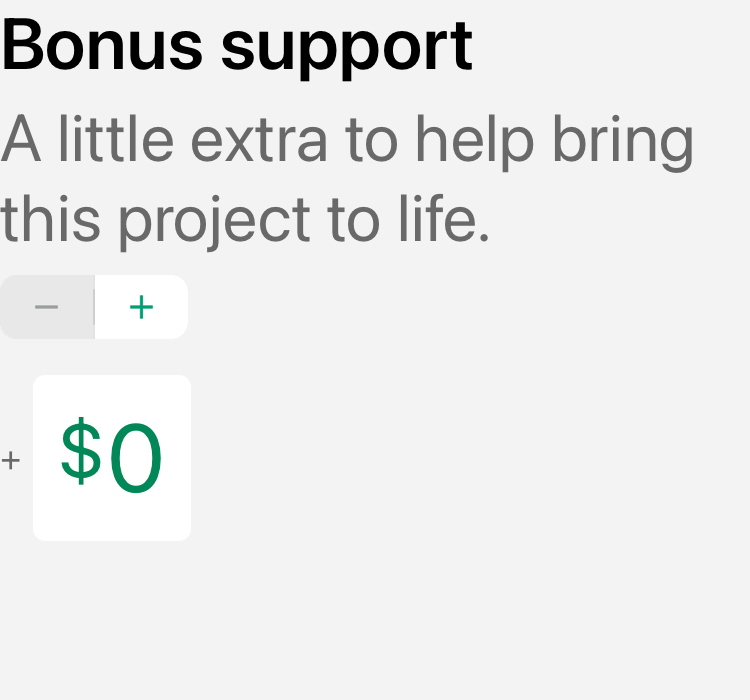 Bonus support
A little extra to help bring
this project to life.
− +
+ $0